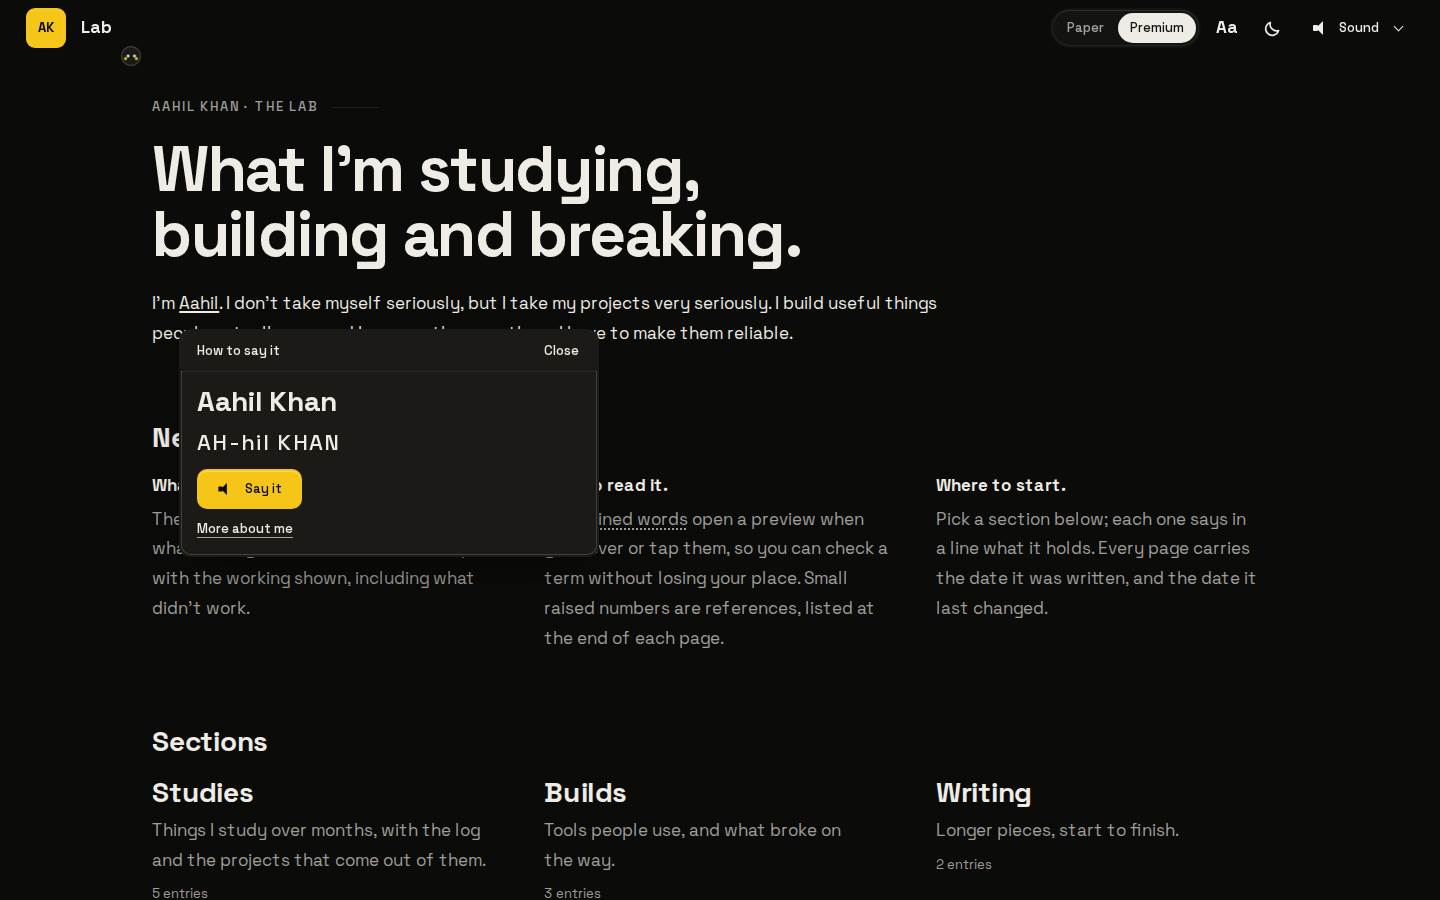 AK
Lab
Paper
Premium
Aa
Sound
AAHIL KHAN · THE LAB
What I'm studying,
building and breaking.
I'm Aahil. I don't take myself seriously, but I take my projects very seriously. I build useful things
to make them reliable.
How to say it
Close
Aahil Khan
AH-hil KHAN
Say it
More about me
read it.
words open a preview when
or tap them, so you can check a
term without losing your place. Small
raised numbers are references, listed at
the end of each page.
with the working shown, including what
didn't work.
Where to start.
Pick a section below; each one says in
a line what it holds. Every page carries
the date it was written, and the date it
last changed.
Sections
Studies
Things I study over months, with the log
and the projects that come out of them.
5 entries
Builds
Tools people use, and what broke on
the way.
3 entries
Writing
Longer pieces, start to finish.
2 entries